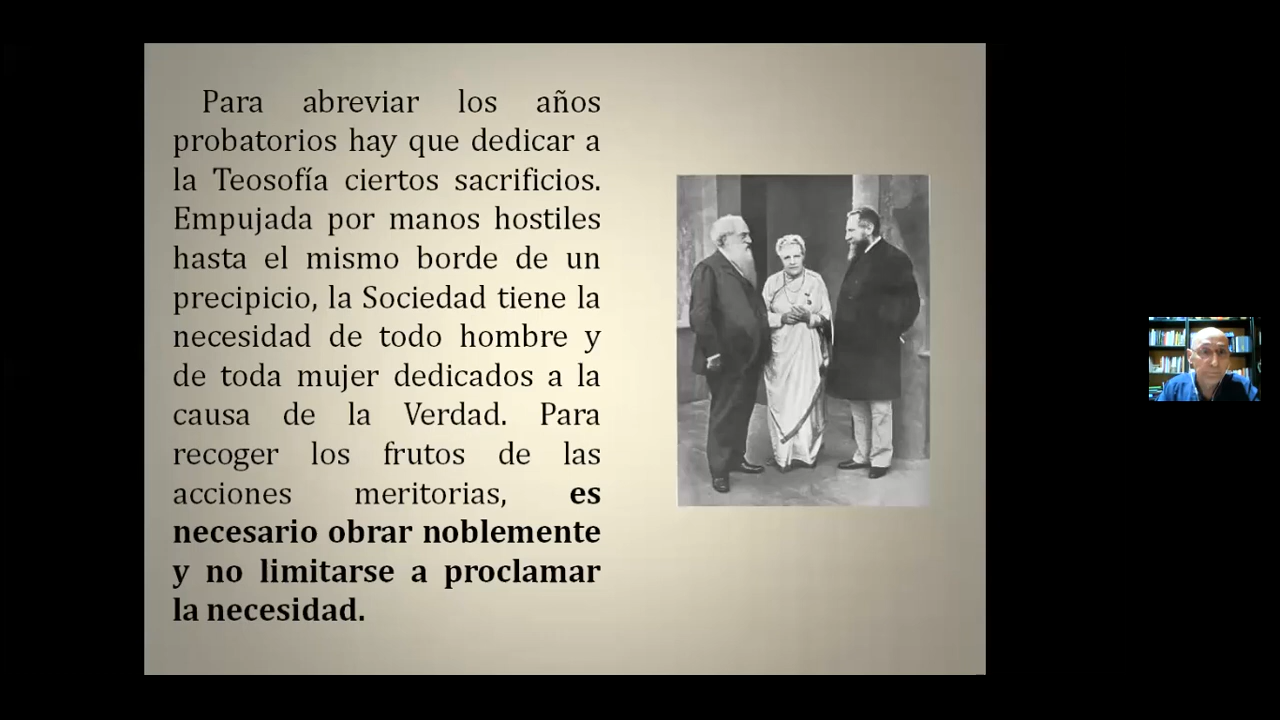 Para abreviar los años
probatorios hay que dedicar a
la Teosofía ciertos sacrificios.
Empujada por manos hostiles
hasta el mismo borde de un
precipicio, la Sociedad tiene la
necesidad de todo hombre y
de toda mujer dedicados a la
causa de la Verdad. Para
recoger los frutos de las
acciones meritorias, es
necesario obrar noblemente
y no limitarse a proclamar
la necesidad.